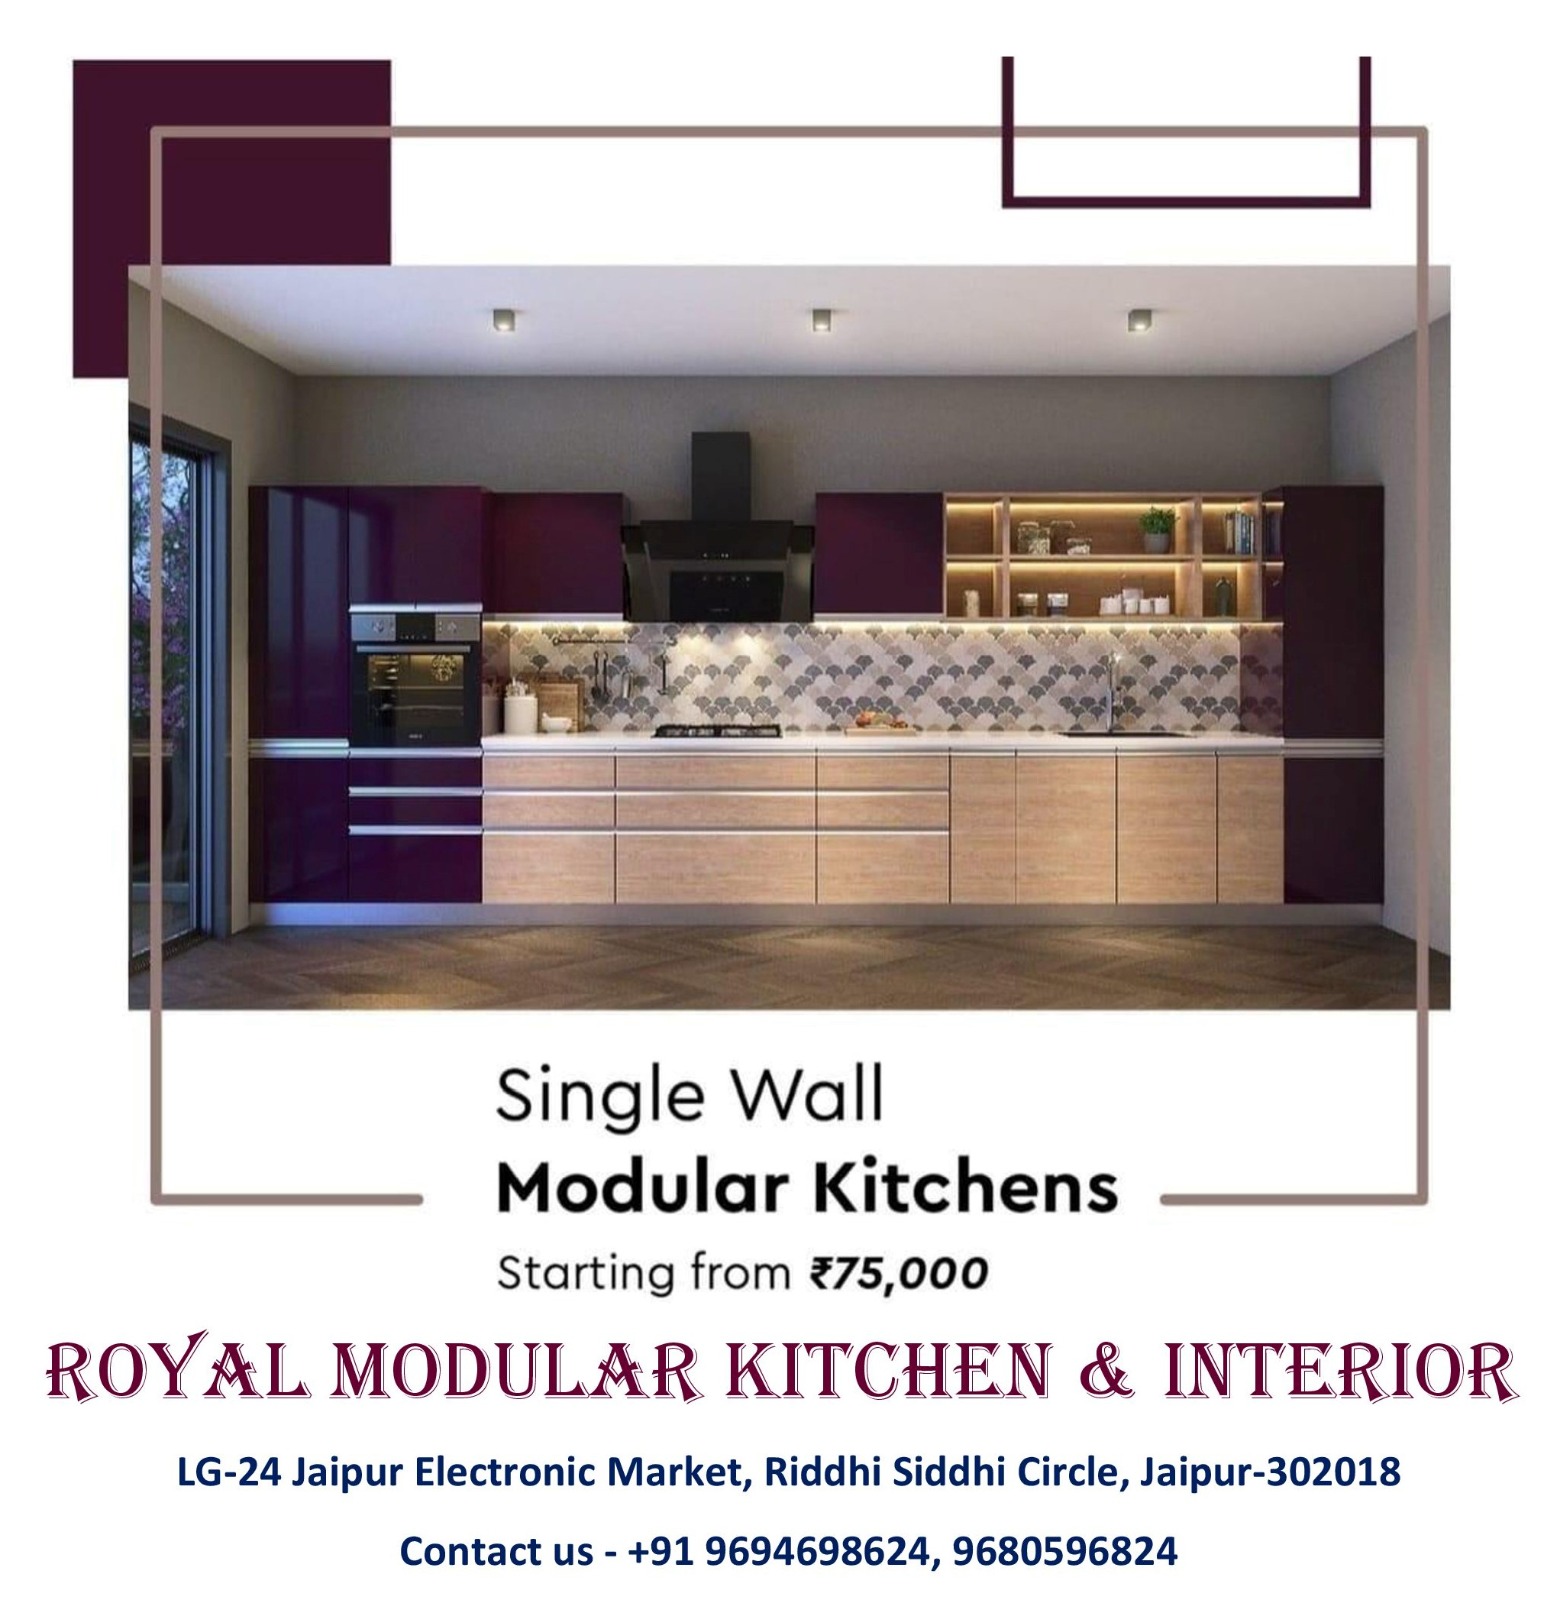 Single Wall
Modular Kitchens
Starting from ₹75,000
ROYAL MODULAR KITCHEN & INTERIOR
LG-24 Jaipur Electronic Market, Riddhi Siddhi Circle, Jaipur-302018
Contact us - +91 9694698624, 9680596824